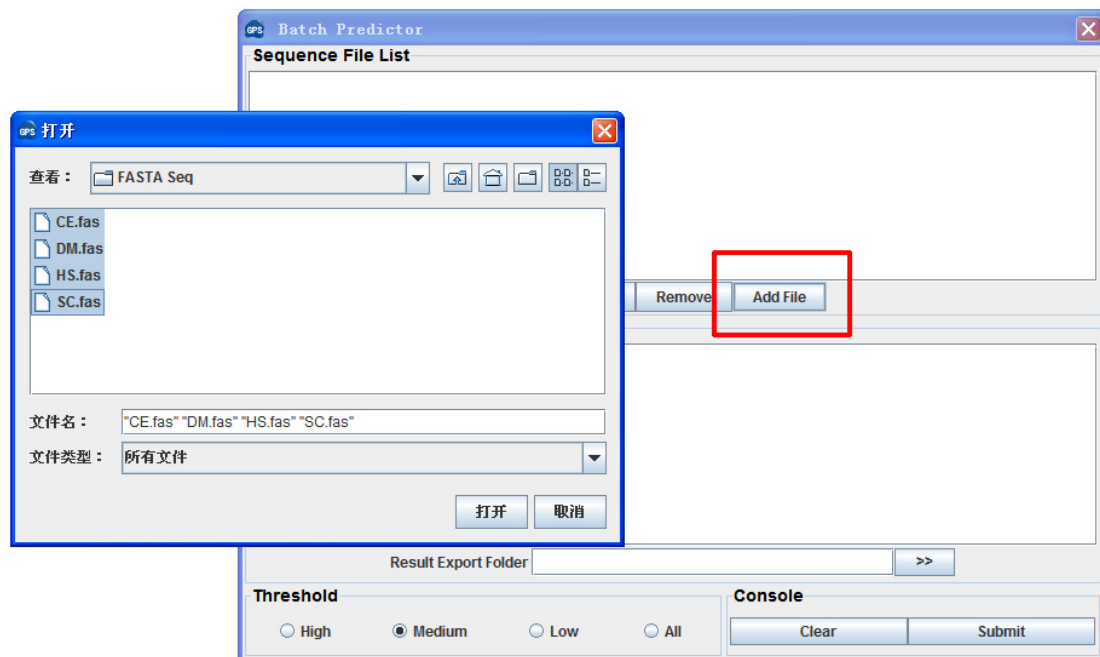 GPS Batch Predictor
Sequence File List
GPS 打开
查看： FASTA Seq
CE.fas
DM.fas
HS.fas
SC.fas
Remove Add File
文件名： "CE.fas" "DM.fas" "HS.fas" "SC.fas"
文件类型： 所有文件
打开 取消
Result Export Folder >>
Threshold Console
High Medium Low All Clear Submit